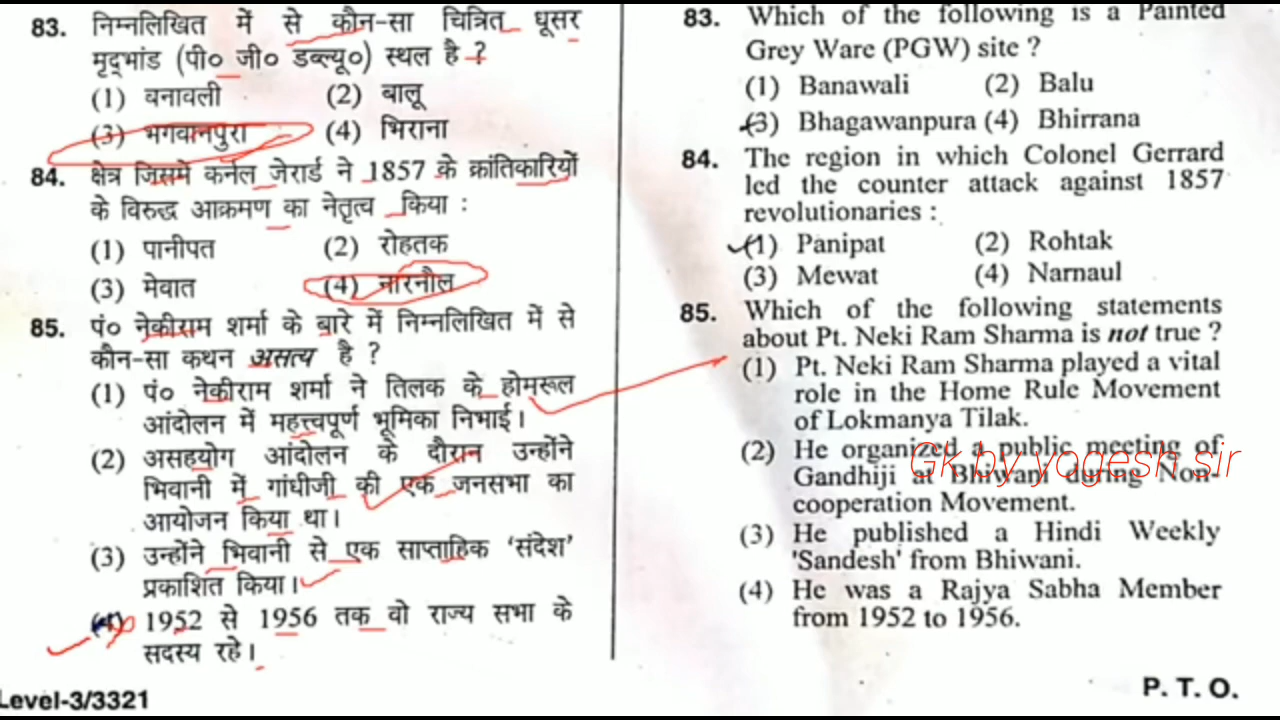 83. निम्नलिखित में से कौन-सा चित्रित धूसर
मृद्भांड (पी० जी० डब्ल्यू०) स्थल है ?
(1) बनावली (2) बालू
(3) भगवानपुरा (4) भिराना
84. क्षेत्र जिसमे कर्नल जेरार्ड ने 1857 के क्रांतिकारियों
के विरुद्ध आक्रमण का नेतृत्व किया :
(1) पानीपत (2) रोहतक
(3) मेवात (4) नारनौल
85. पं० नेकीराम शर्मा के बारे में निम्नलिखित में से
कौन-सा कथन असत्य है ?
(1) पं० नेकीराम शर्मा ने तिलक के होमरूल
आंदोलन में महत्त्वपूर्ण भूमिका निभाई।
(2) असहयोग आंदोलन के दौरान उन्होंने
भिवानी में गांधीजी की एक जनसभा का
आयोजन किया था।
(3) उन्होंने भिवानी से एक साप्ताहिक ‘संदेश’
प्रकाशित किया।
(4) 1952 से 1956 तक वो राज्य सभा के
सदस्य रहे।
Level-3/3321
83. Which of the following is a Painted
Grey Ware (PGW) site ?
(1) Banawali (2) Balu
(3) Bhagawanpura (4) Bhirrana
84. The region in which Colonel Gerrard
led the counter attack against 1857
revolutionaries :
(1) Panipat (2) Rohtak
(3) Mewat (4) Narnaul
85. Which of the following statements
about Pt. Neki Ram Sharma is not true ?
(1) Pt. Neki Ram Sharma played a vital
role in the Home Rule Movement
of Lokmanya Tilak.
(2) He organized a public meeting of
Gandhiji at Bhiwani during Non-
cooperation Movement.
(3) He published a Hindi Weekly
'Sandesh' from Bhiwani.
(4) He was a Rajya Sabha Member
from 1952 to 1956.
P. T. O.
Gk by yogesh sir